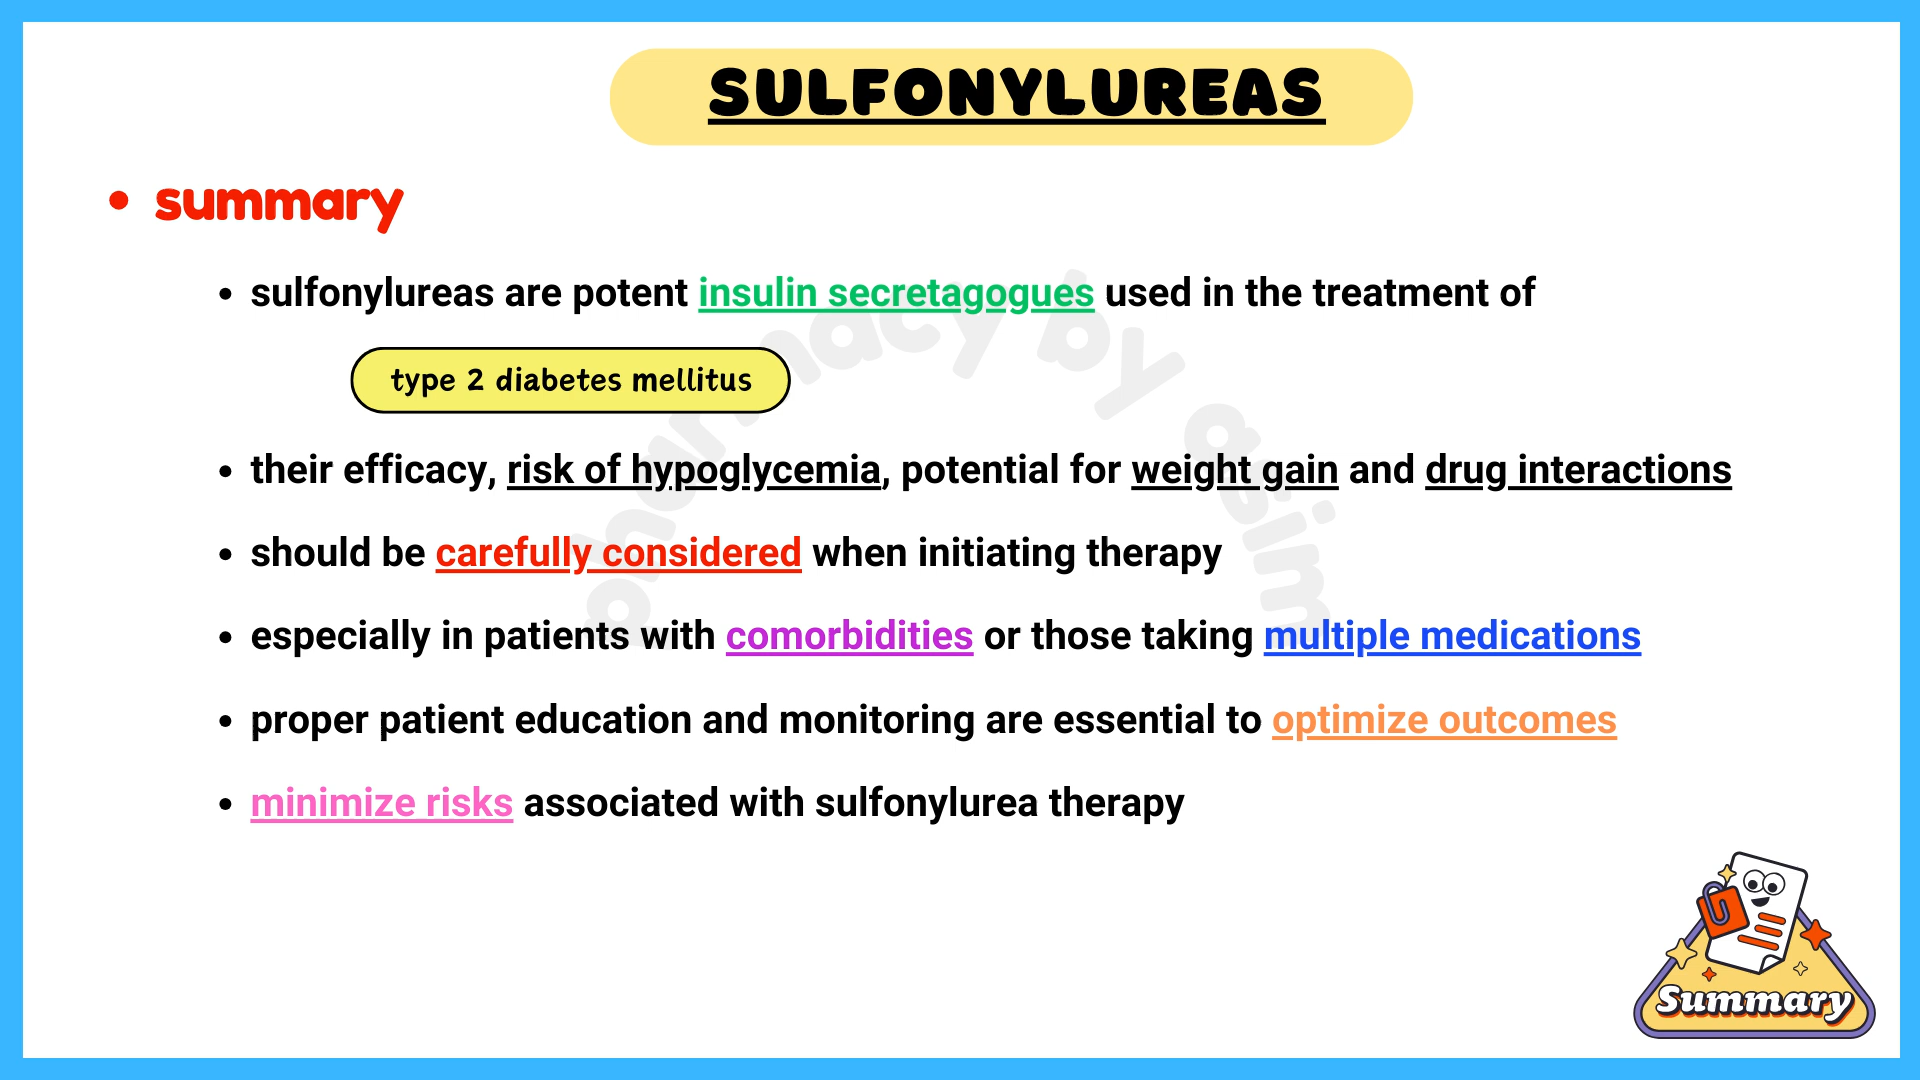 SULFONYLUREAS
• summary
• sulfonylureas are potent insulin secretagogues used in the treatment of
type 2 diabetes mellitus
• their efficacy, risk of hypoglycemia, potential for weight gain and drug interactions
• should be carefully considered when initiating therapy
• especially in patients with comorbidities or those taking multiple medications
• proper patient education and monitoring are essential to optimize outcomes
• minimize risks associated with sulfonylurea therapy
pharmacy by asim
Summary